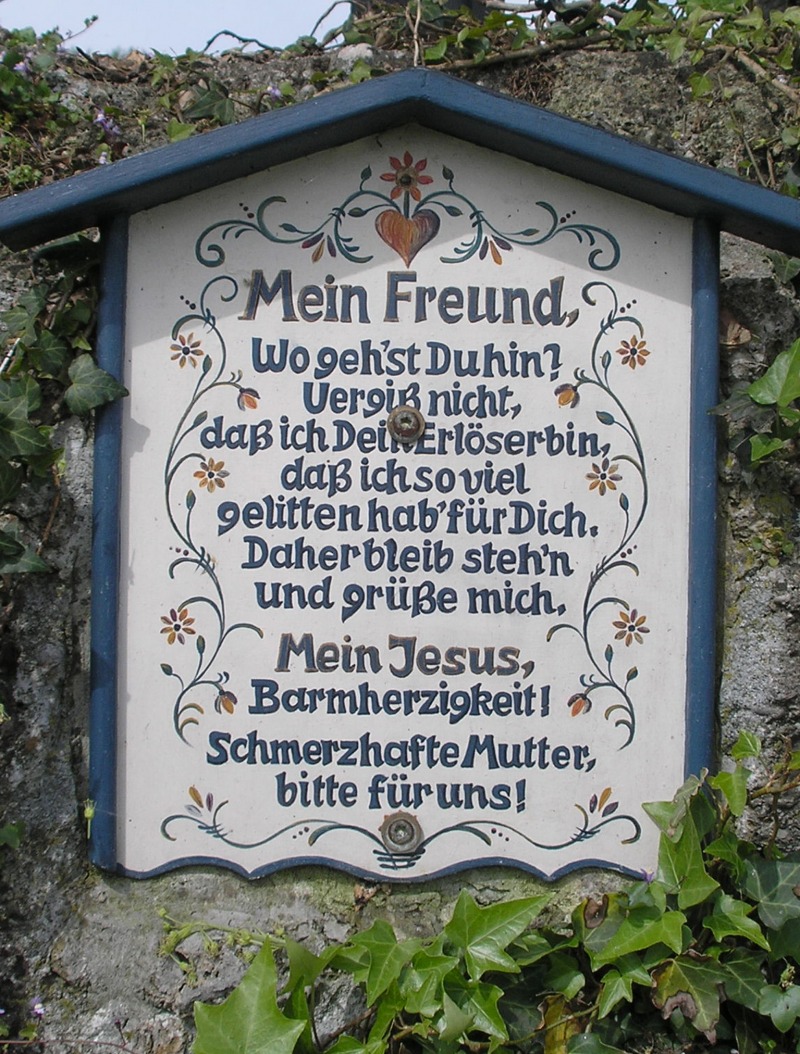 Mein Freund,
Wo geh'st Du hin?
Vergiß nicht,
daß ich Dein Erlöser bin,
daß ich so viel
gelitten hab' für Dich.
Daher bleib steh'n
und grüße mich.
Mein Jesus,
Barmherzigkeit!
Schmerzhafte Mutter,
bitte für uns!